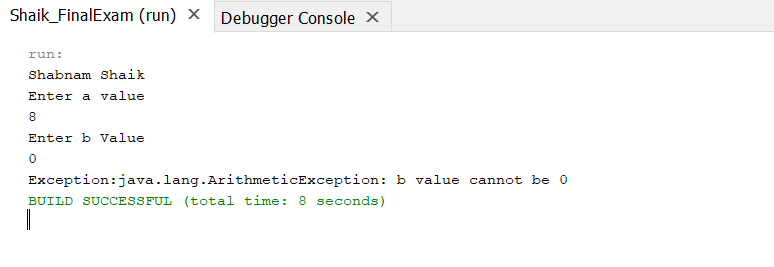 Shaik_FinalExam (run) ×
Debugger Console ×
run:
Shabnam Shaik
Enter a value
8
Enter b Value
0
Exception:java.lang.ArithmeticException: b value cannot be 0
BUILD SUCCESSFUL (total time: 8 seconds)